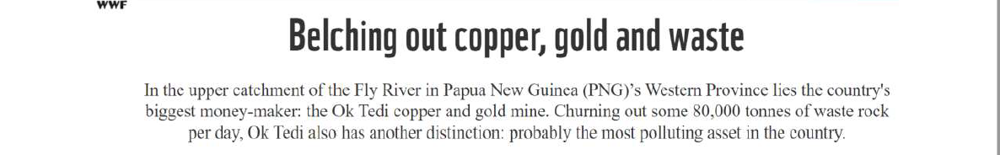 WWF
Belching out copper, gold and waste
In the upper catchment of the Fly River in Papua New Guinea (PNG)'s Western Province lies the country's
biggest money-maker: the Ok Tedi copper and gold mine. Churning out some 80,000 tonnes of waste rock
per day, Ok Tedi also has another distinction: probably the most polluting asset in the country.